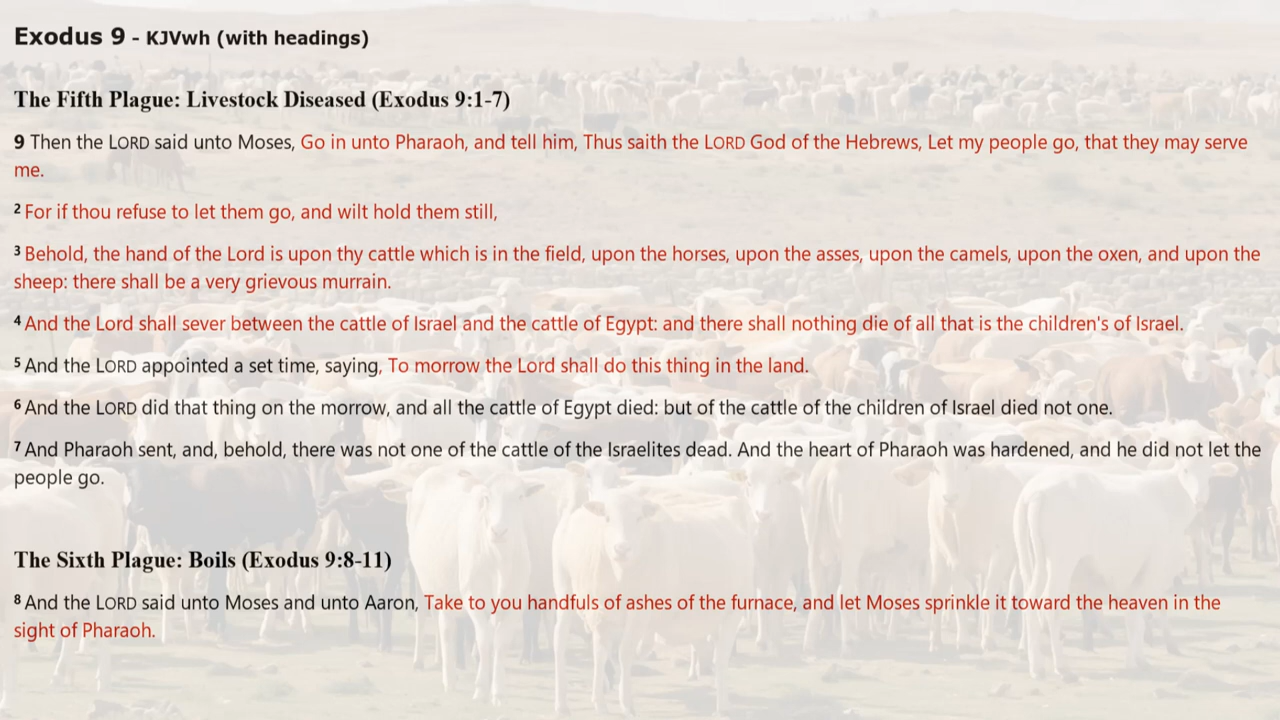 Exodus 9 - KJVwh (with headings)
The Fifth Plague: Livestock Diseased (Exodus 9:1-7)
9 Then the LORD said unto Moses, Go in unto Pharaoh, and tell him, Thus saith the LORD God of the Hebrews, Let my people go, that they may serve
me.
2 For if thou refuse to let them go, and wilt hold them still,
3 Behold, the hand of the Lord is upon thy cattle which is in the field, upon the horses, upon the asses, upon the camels, upon the oxen, and upon the
sheep: there shall be a very grievous murrain.
4 And the Lord shall sever between the cattle of Israel and the cattle of Egypt: and there shall nothing die of all that is the children's of Israel.
5 And the LORD appointed a set time, saying, To morrow the Lord shall do this thing in the land.
6 And the LORD did that thing on the morrow, and all the cattle of Egypt died: but of the cattle of the children of Israel died not one.
7 And Pharaoh sent, and, behold, there was not one of the cattle of the Israelites dead. And the heart of Pharaoh was hardened, and he did not let the
people go.
The Sixth Plague: Boils (Exodus 9:8-11)
8 And the LORD said unto Moses and unto Aaron, Take to you handfuls of ashes of the furnace, and let Moses sprinkle it toward the heaven in the
sight of Pharaoh.